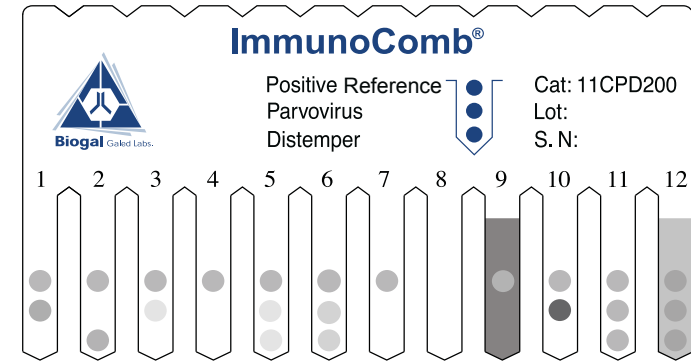 ImmunoComb®
Positive Reference
Parvovirus
Distemper
Cat: 11CPD200
Lot:
S. N:
Biogal Galed Labs.
1 2 3 4 5 6 7 8 9 10 11 12